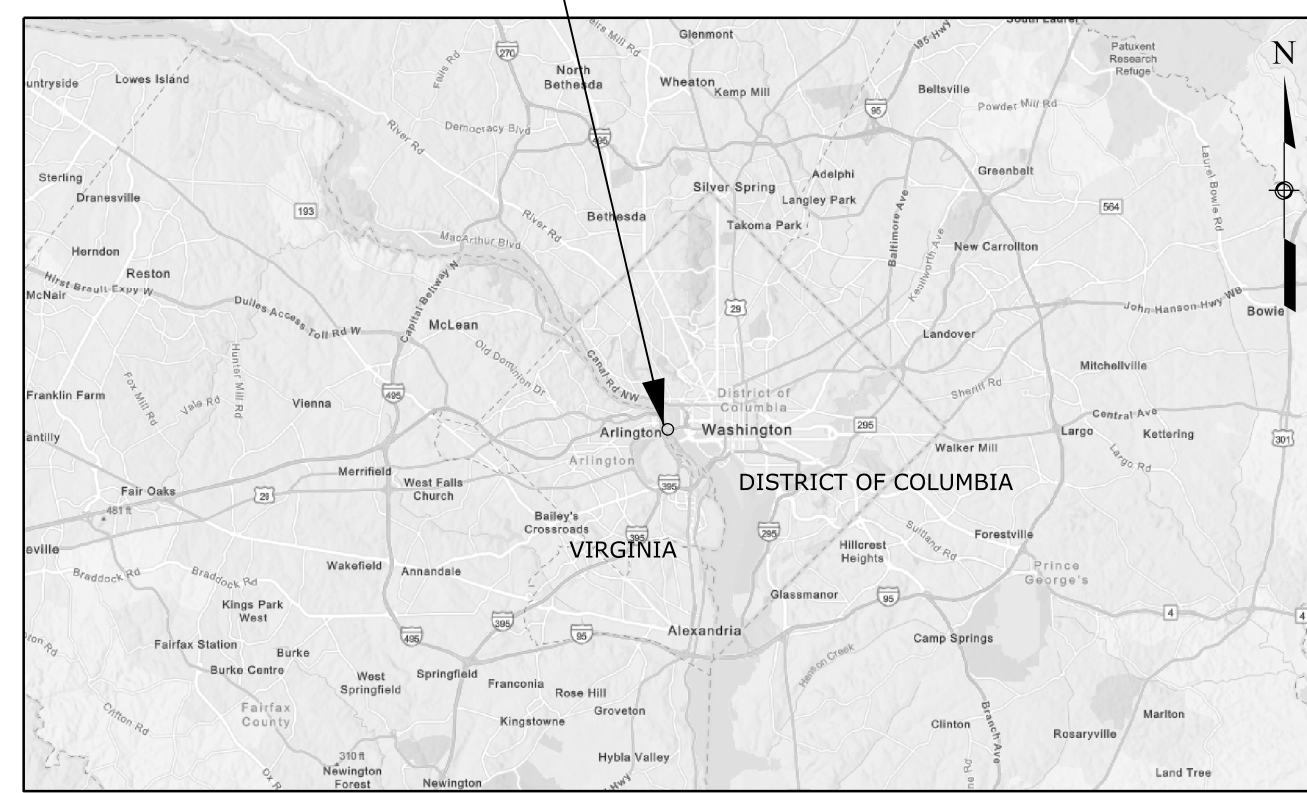 South Laurel
Glenmont
Patuxent
Research
Refuge
N
270
Falls Rd
North
Bethesda
Wheaton
Kemp Mill
I95 Hwy
Beltsville
Lowes Island
untryside
95
Powder Mill Rd
River Rd
Democracy Blvd
495
Laurel Bowie Rd
Sterling
Dranesville
Adelphi
Greenbelt
Silver Spring
Langley Park
193
564
Bethesda
River Rd
Takoma Park
Baltimore Ave
MacArthur Blvd
New Carrollton
Herndon
Reston
Kenilworth Ave
Hirst Brault Expy W
McNair
Capital Beltway N
Dulles Access Toll Rd W
29
John Hanson Hwy WB
Bowie
McLean
Landover
Old Dominion Dr
Canal Rd NW
Hunter Mill Rd
Mitchellville
Franklin Farm
Fox Mill Rd
Vale Rd
Vienna
495
District of
Columbia
Sheriff Rd
Central Ave
Arlington
Washington
295
Largo
Kettering
301
antilly
Walker Mill
Arlington
Largo Rd
Merrifield
West Falls
Church
395
DISTRICT OF COLUMBIA
Fair Oaks
29
481 ft
Bailey's
Crossroads
395
295
Suitland Rd
Forestville
eville
VIRGINIA
Hillcrest
Heights
Braddock Rd
Braddock Rd
Wakefield
Annandale
Prince
George's
Glassmanor
95
Kings Park
West
395
4
4
495
95
Alexandria
Camp Springs
ton Rd
Fairfax Station
Burke
Burke Centre
West
Springfield
Springfield
Franconia
Rose Hill
Henson Creek
Fairfax
County
Groveton
Kingstowne
Clifton Rd
Clinton
Branch Ave
Marlton
Rosaryville
310 ft
Newington
Forest
Hybla Valley
Newington
Hwy
Ox R
Land Tree